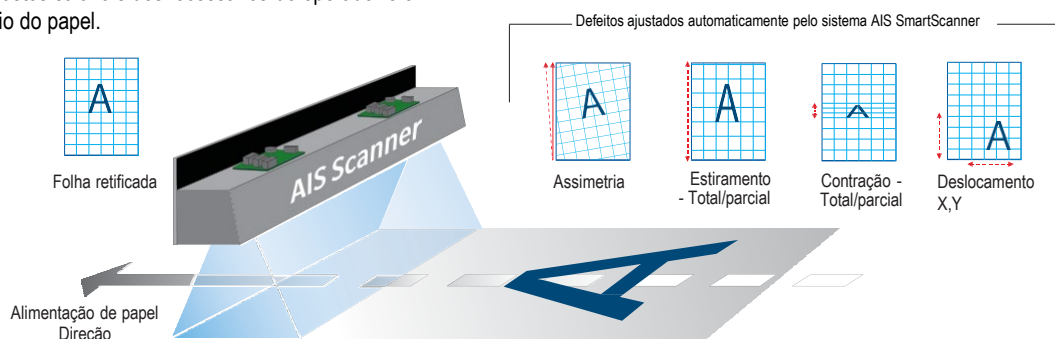 io do papel.
Defeitos ajustados automaticamente pelo sistema AIS SmartScanner
A
A
A
A
A
AIS Scanner
Folha retificada
Assimetria
Estiramento
- Total/parcial
Contração -
Total/parcial
Deslocamento
X,Y
A
Alimentação de papel
Direção